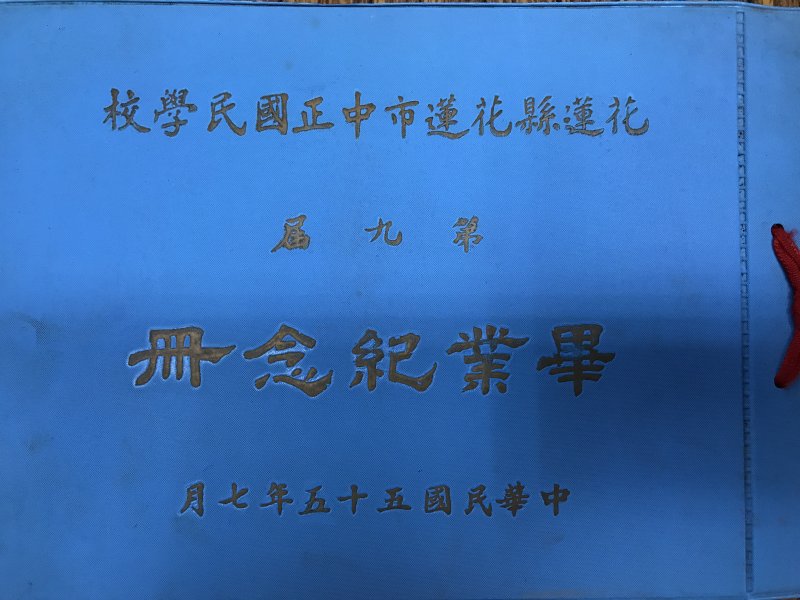 花蓮縣花蓮市中正國民學校
第九屆
畢業紀念冊
中華民國五十五年七月